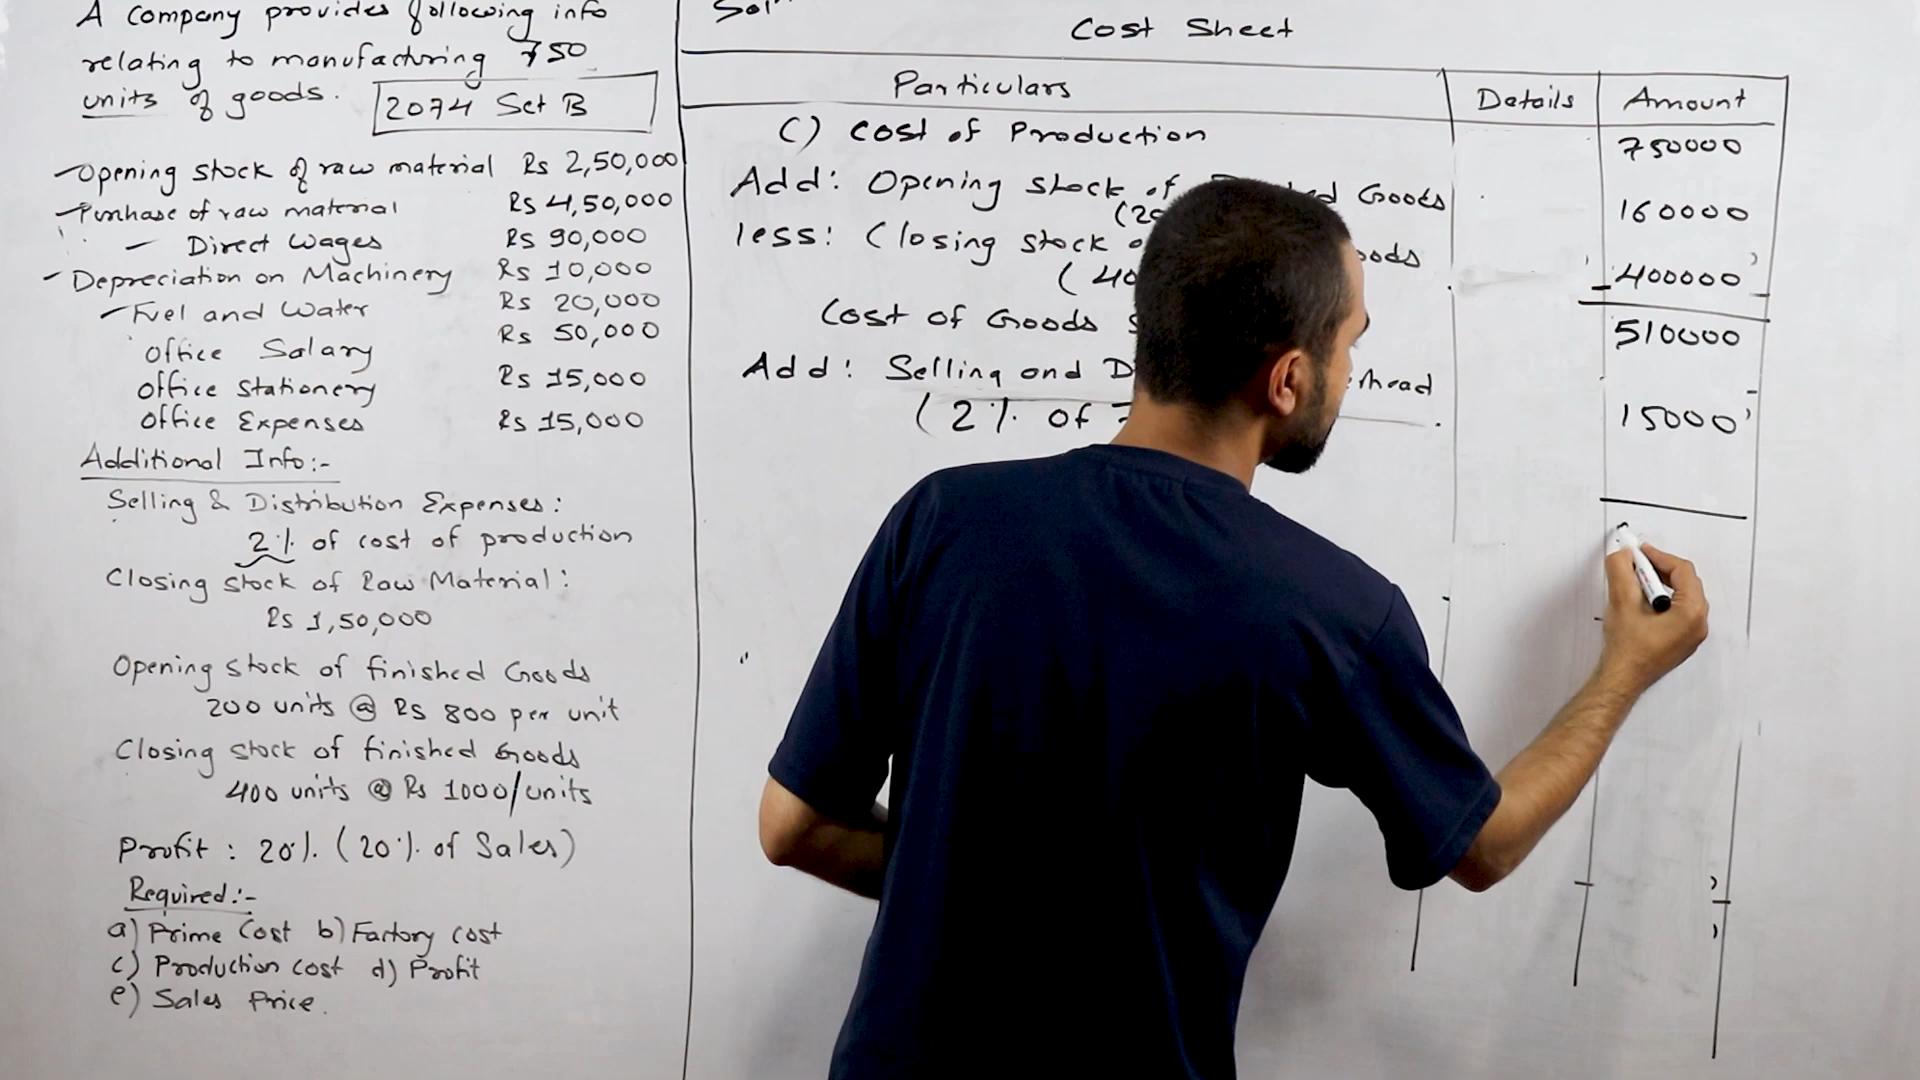 A company provides following info
relating to manufacturing 750
units of goods.
2074 Set B
Opening stock of raw material Rs 2,50,000
Purchase of raw material Rs 4,50,000
Direct Wages Rs 90,000
Depreciation on Machinery Rs 10,000
Fuel and Water Rs 20,000
Office Salary Rs 50,000
Office Stationery Rs 15,000
Office Expenses Rs 15,000
Additional Info:-
Selling & Distribution Expenses:
2% of cost of production
Closing stock of Raw Material:
Rs 1,50,000
Opening stock of finished Goods
200 units @ Rs 800 per unit
Closing stock of finished Goods
400 units @ Rs 1000/units
Profit: 20% (20% of Sales)
Required:-
a) Prime Cost b) Factory cost
c) Production cost d) Profit
e) Sales Price.
Soln
Cost Sheet
Particulars Details Amount
C) Cost of Production 750000
Add: Opening stock of Goods 160000
(20
less: Closing stock 400000
(40
Cost of Goods 510000
Add: Selling and
(2% of 15000